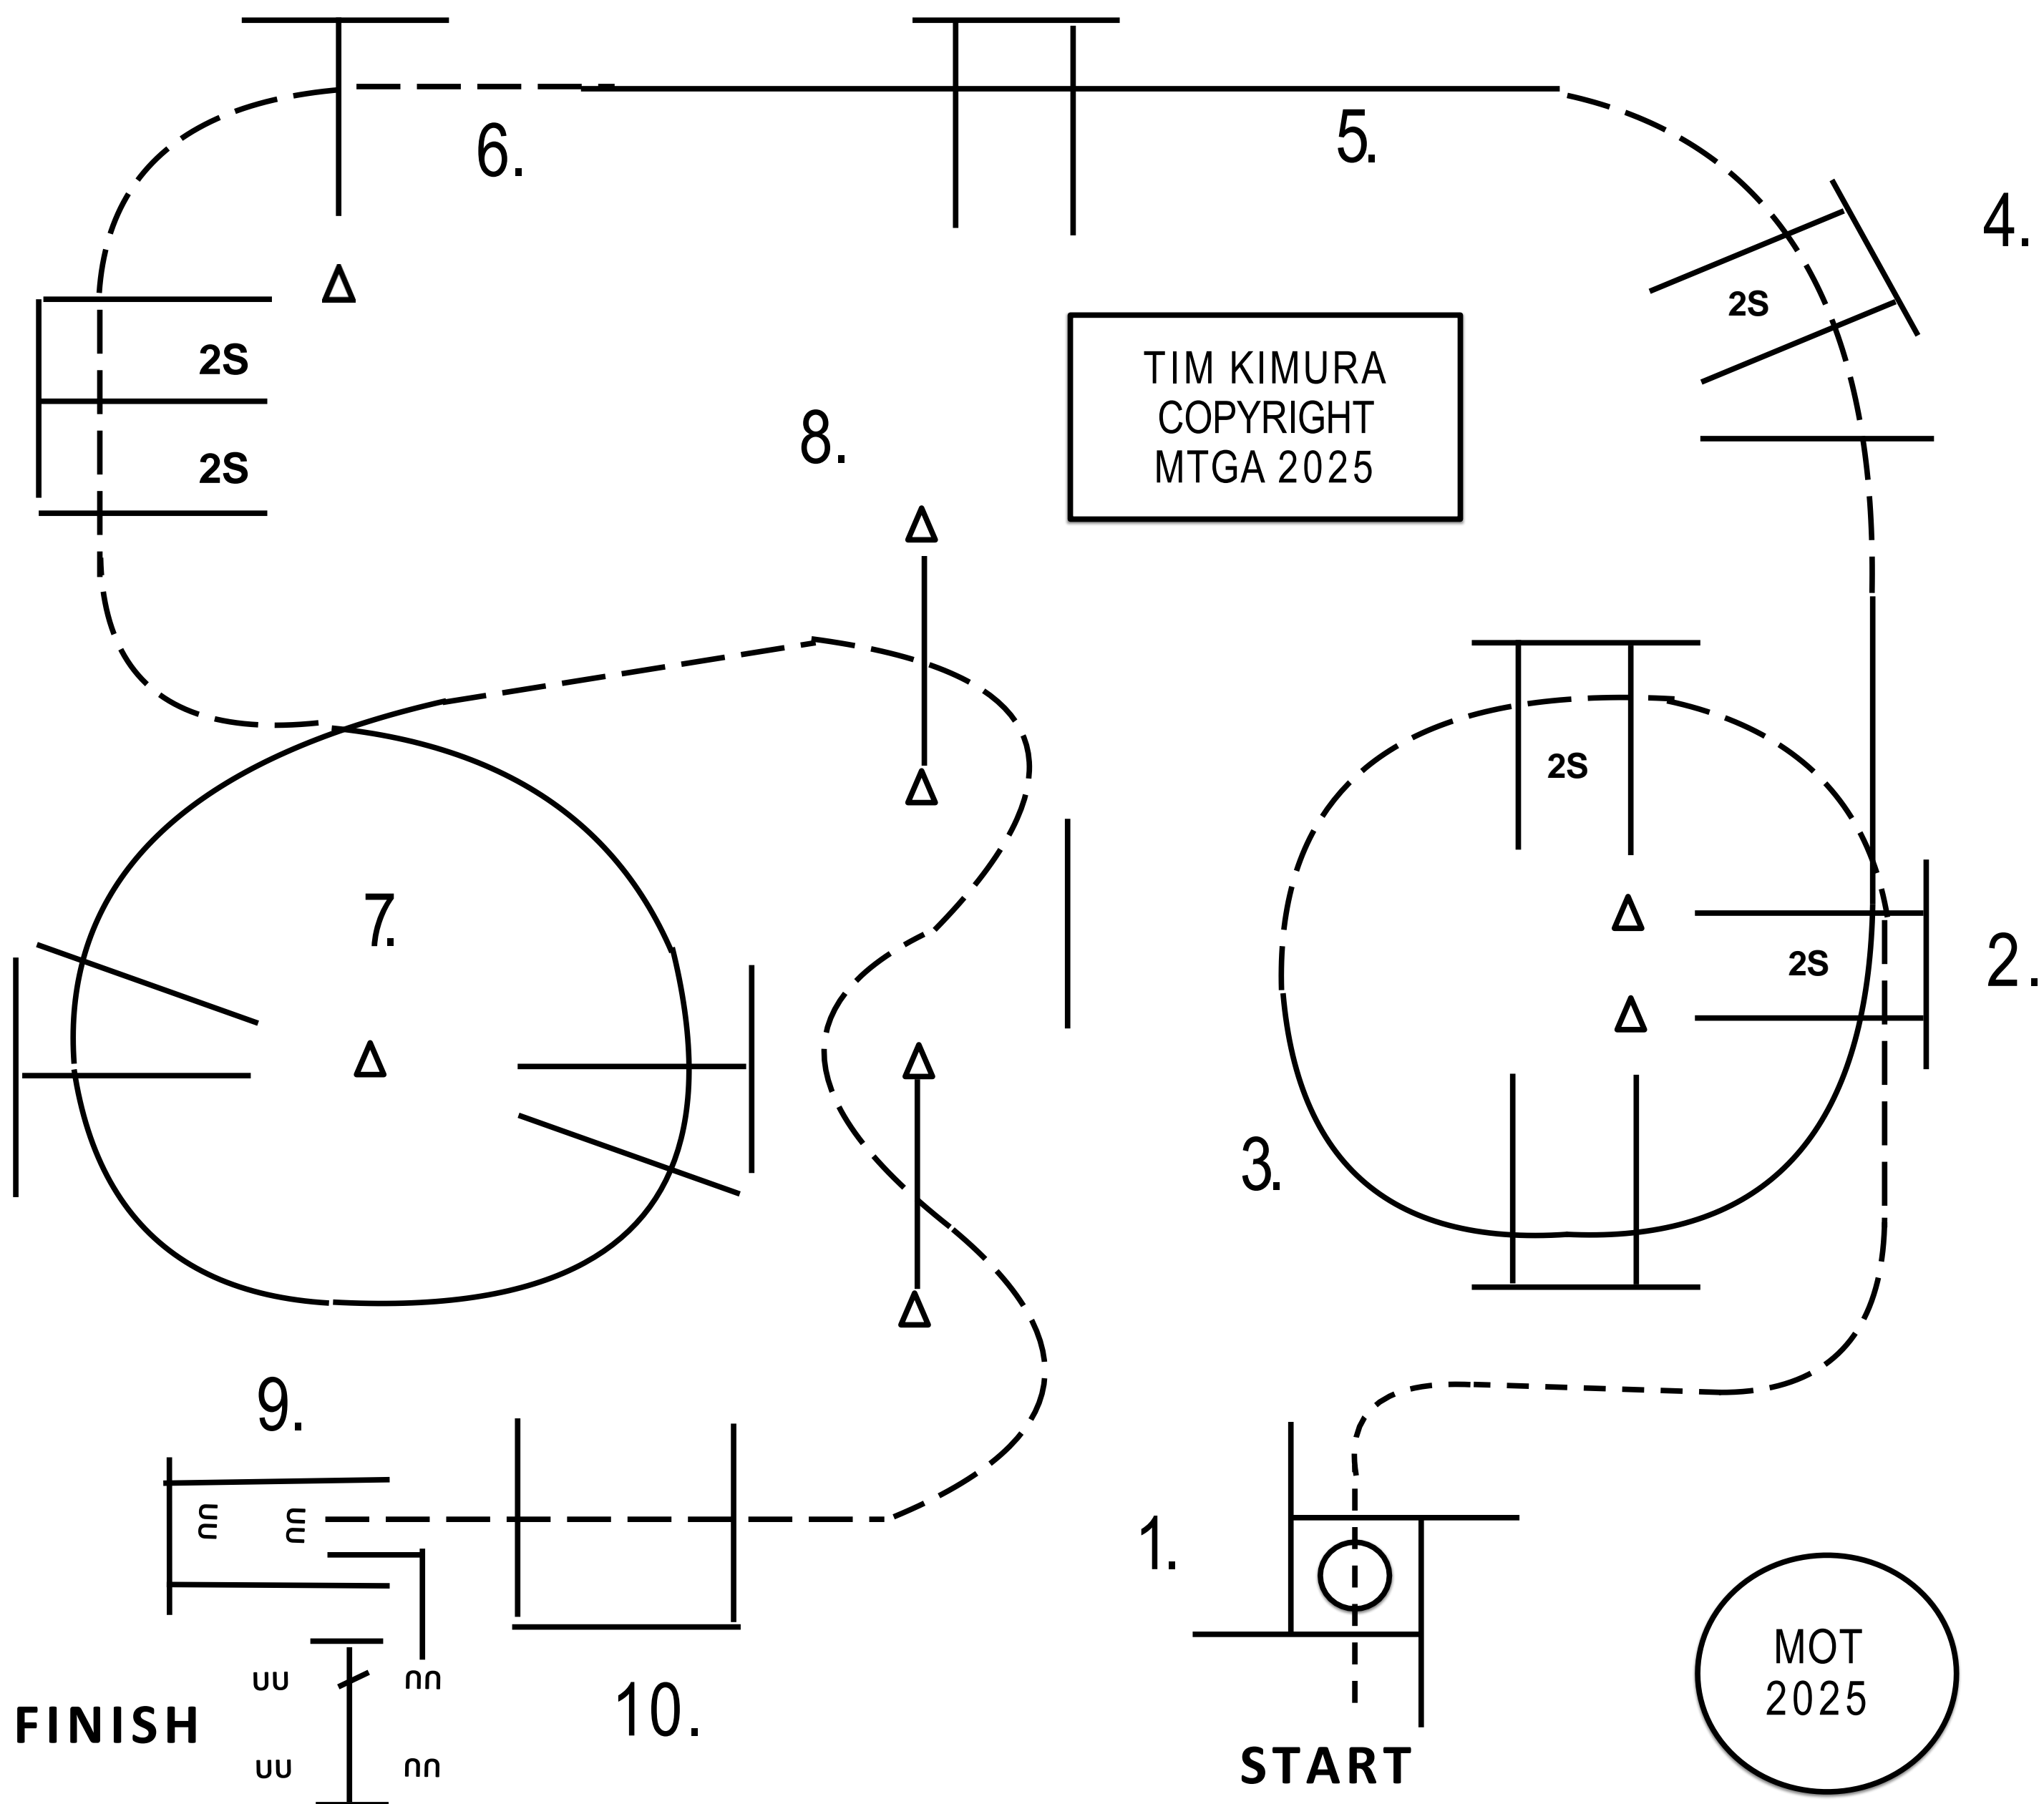 6.
5.
4.
2S
2S
2S
TIM KIMURA
COPYRIGHT
MTGA 2025
8.
2S
7.
2S
2.
3.
9.
1.
10.
FINISH
START
MOT
2025